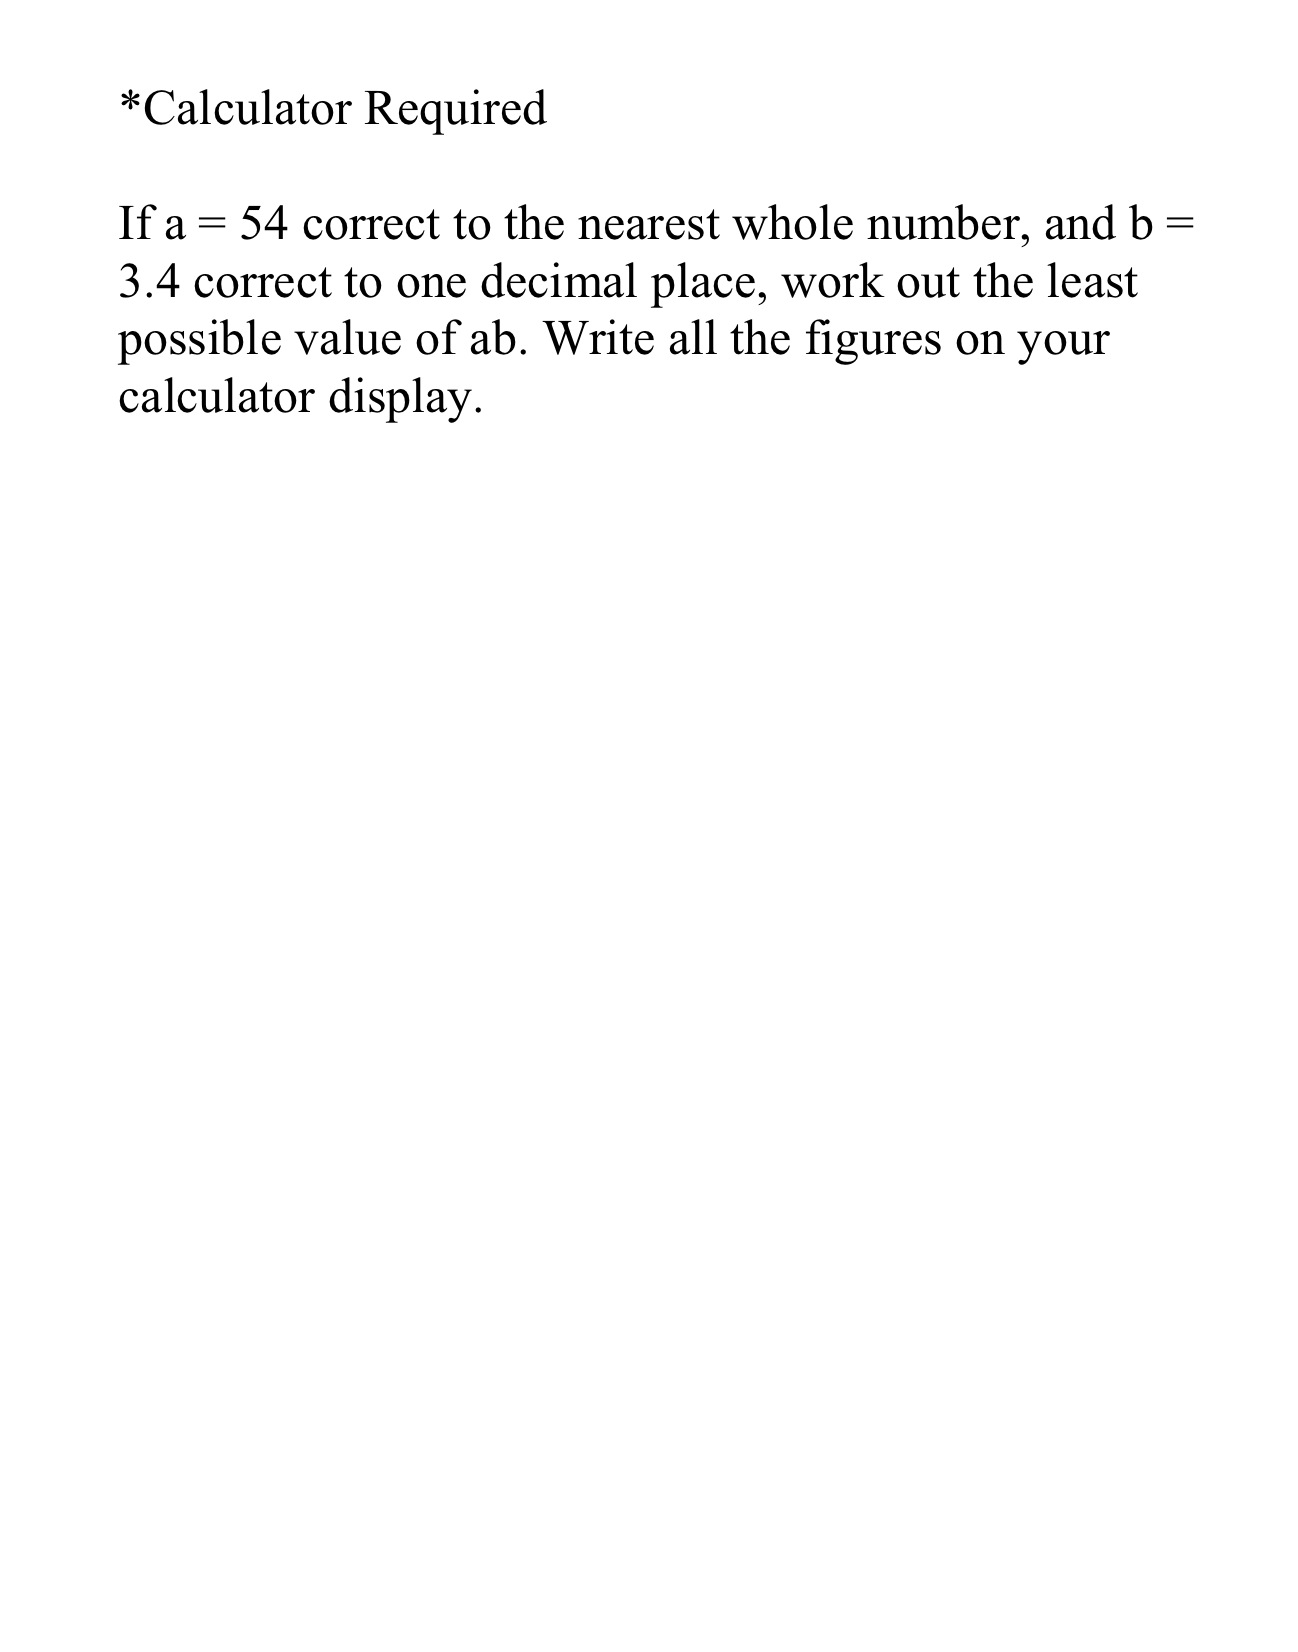 *Calculator Required
If a = 54 correct to the nearest whole number, and b =
3.4 correct to one decimal place, work out the least
possible value of ab. Write all the figures on your
calculator display.